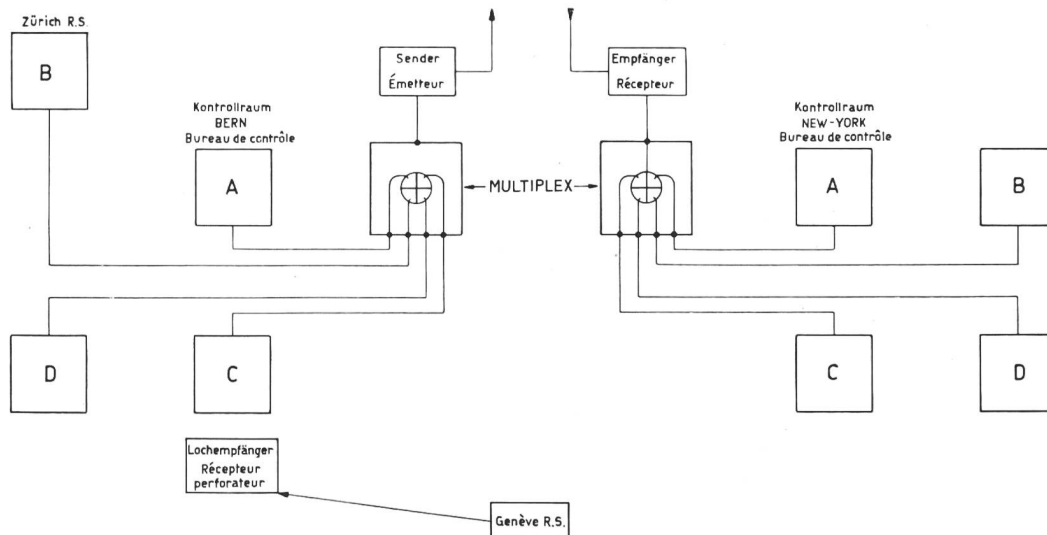 Zürich R.S.
B
Sender
Émetteur
Empfänger
Récepteur
Kontrollraum
BERN
Bureau de contrôle
A
MULTIPLEX
Kontrollraum
NEW-YORK
Bureau de contrôle
A
B
D
C
C
D
Lochempfänger
Récepteur
perforateur
Genève R.S.